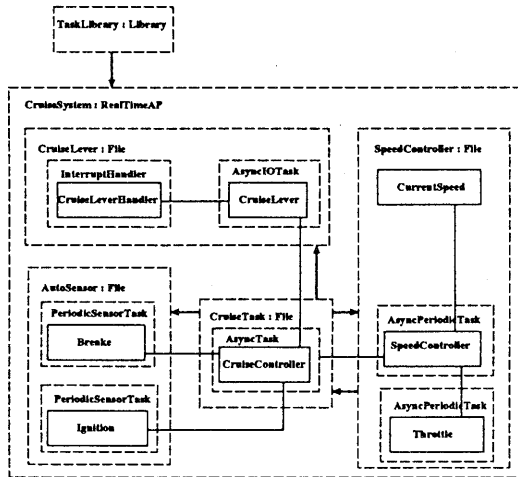 TaskLibrary : Library
CruiseSystem : RealTimeAP
CruiseLever : File
InterruptHandler
CruiseLeverHandler
AsyncIOTask
CruiseLever
SpeedController : File
CurrentSpeed
AutoSensor : File
PeriodicSensorTask
Breake
CruiseTask : File
AsyncTask
CruiseController
AsyncPeriodicTask
SpeedController
PeriodicSensorTask
Ignition
AsyncPeriodicTask
Throttle